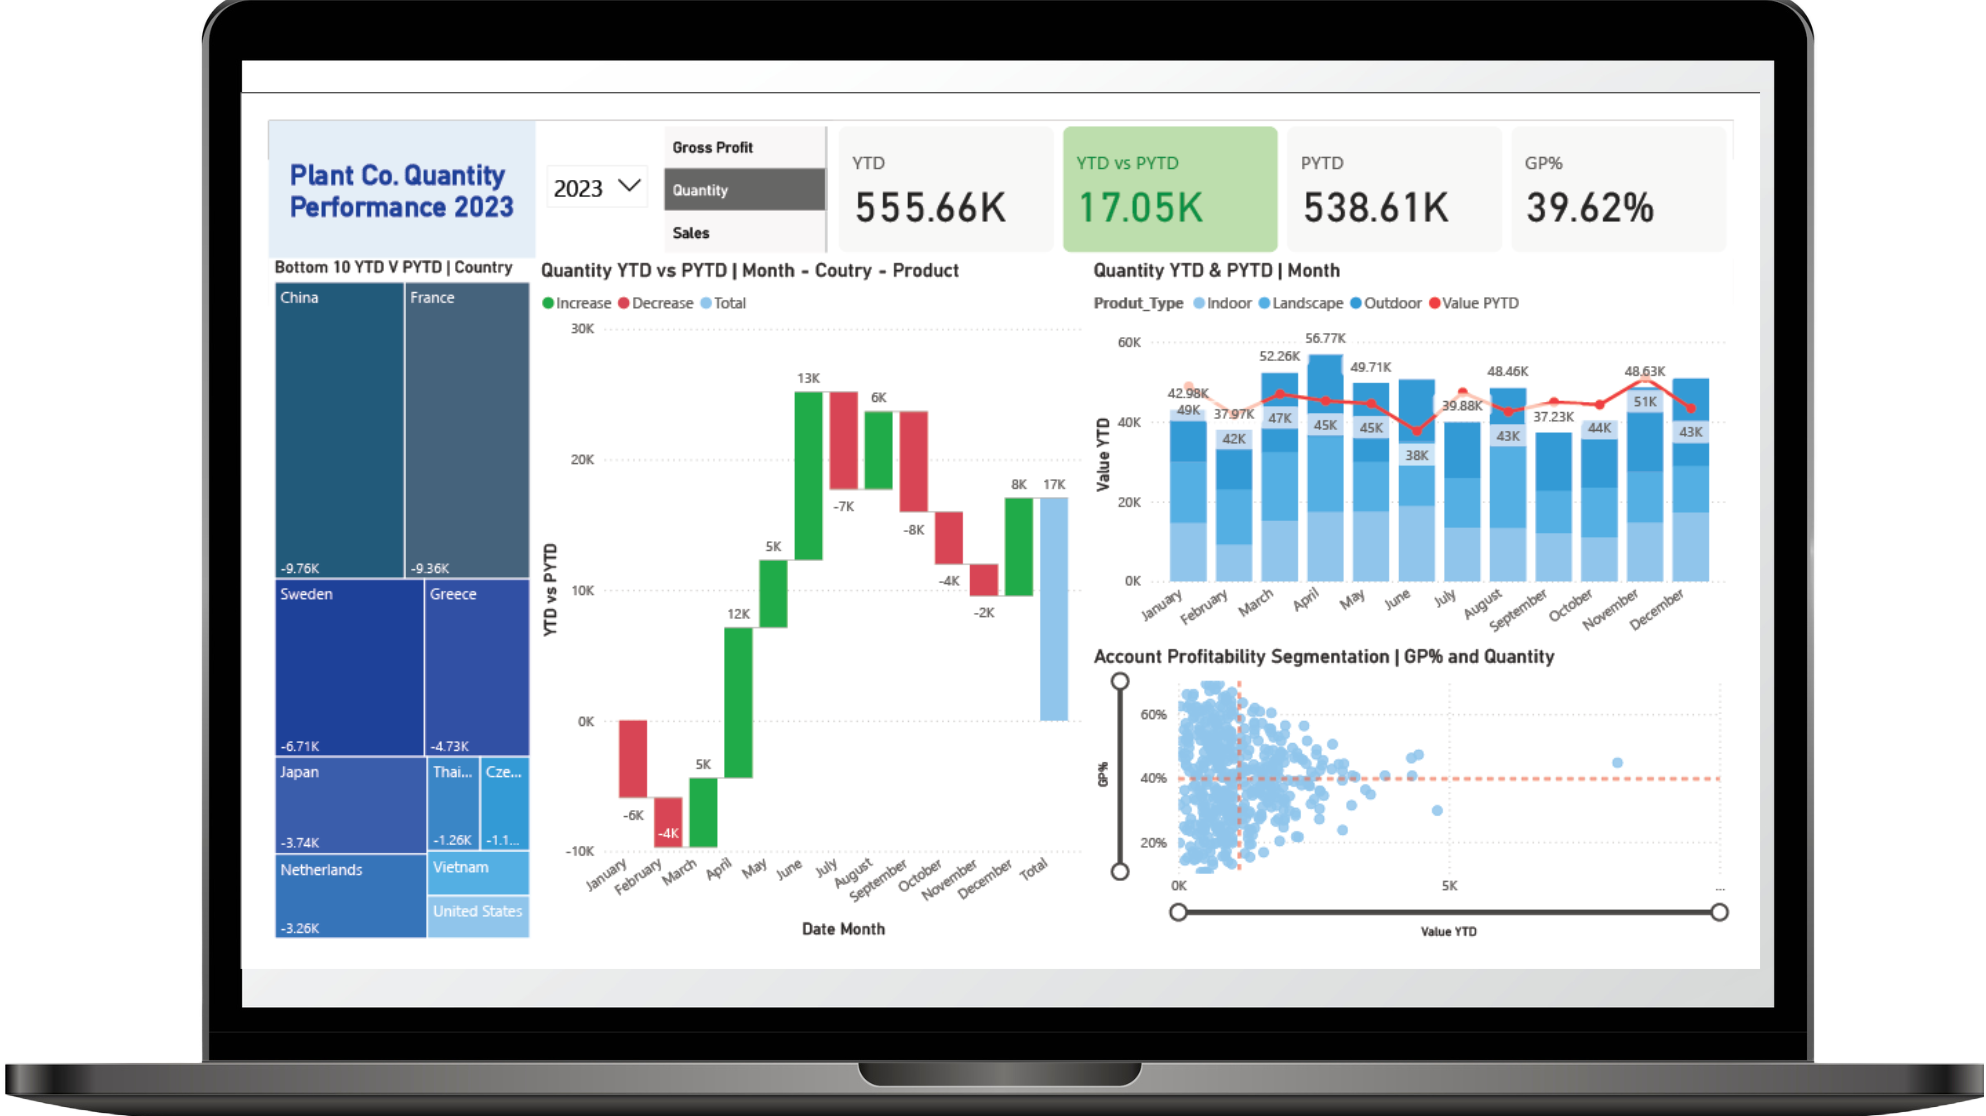 Plant Co. Quantity
Performance 2023
2023
Gross Profit
Quantity
Sales
YTD
555.66K
YTD vs PYTD
17.05K
PYTD
538.61K
GP%
39.62%
Bottom 10 YTD V PYTD | Country
China
-9.76K
France
-9.36K
Sweden
-6.71K
Greece
-4.73K
Japan
-3.74K
Thai...
-1.26K
Cze...
-1.1...
Netherlands
-3.26K
Vietnam
United States
Quantity YTD vs PYTD | Month - Coutry - Product
Increase Decrease Total
YTD vs PYTD
30K
20K
10K
0K
-10K
-6K
-4K
5K
12K
5K
13K
-7K
6K
-8K
-4K
-2K
8K
17K
January
February
March
April
May
June
July
August
September
October
November
December
Total
Date Month
Quantity YTD & PYTD | Month
Produt_Type Indoor Landscape Outdoor Value PYTD
Value YTD
60K
40K
20K
0K
42.98K
49K
37.97K
42K
52.26K
47K
56.77K
45K
49.71K
45K
38K
39.88K
48.46K
43K
37.23K
44K
48.63K
51K
43K
January
February
March
April
May
June
July
August
September
October
November
December
Account Profitability Segmentation | GP% and Quantity
GP%
60%
40%
20%
0K
5K
...
Value YTD